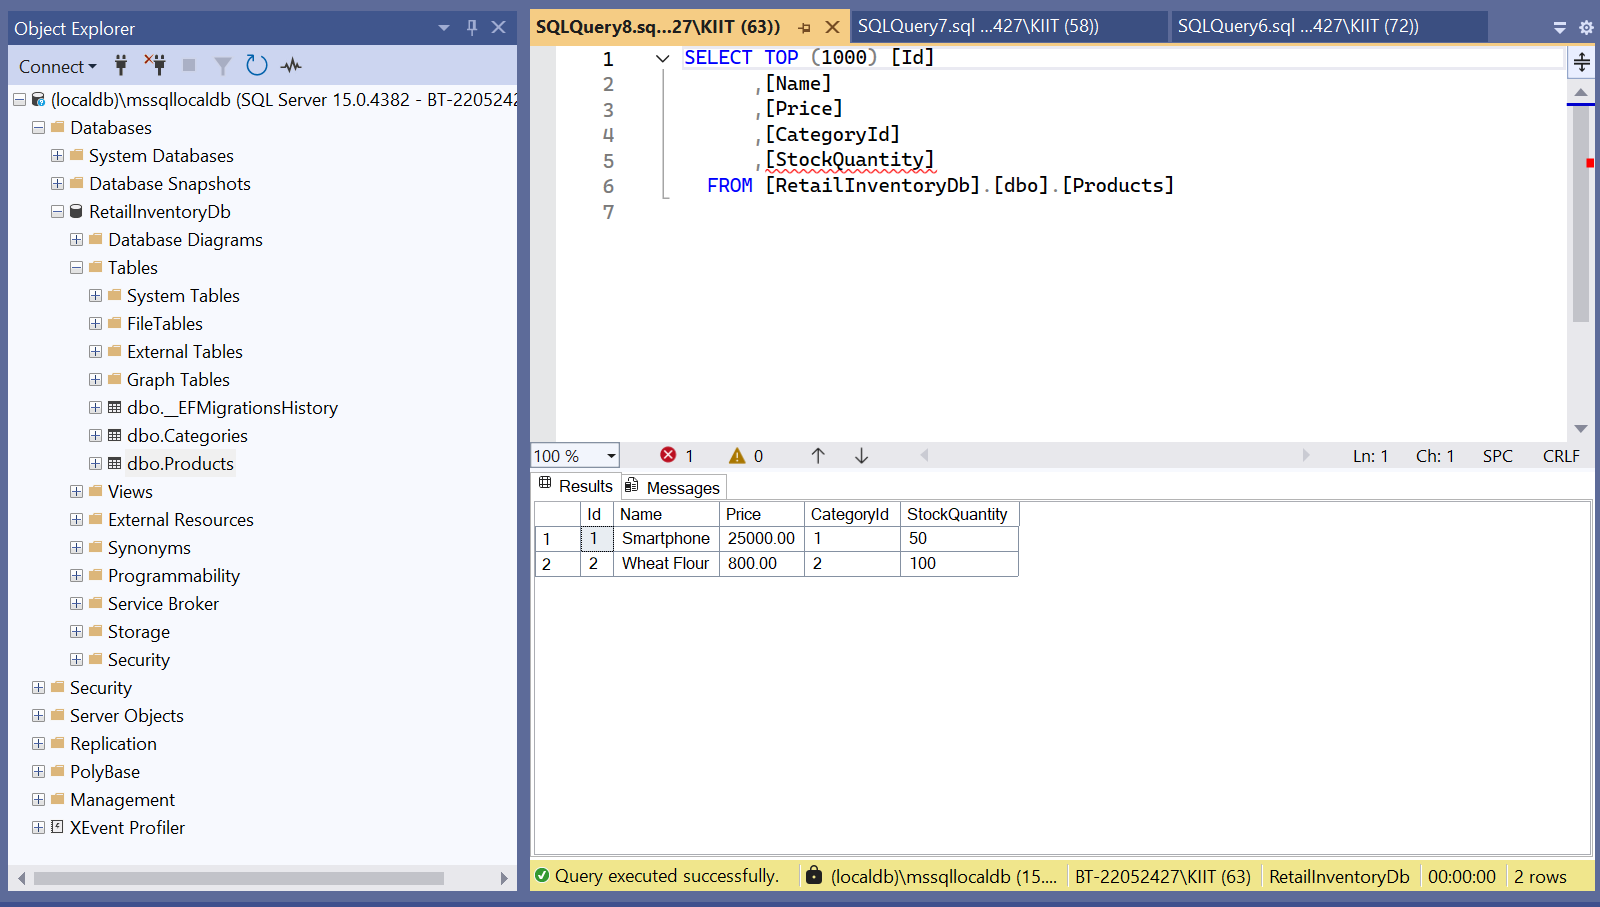 Object Explorer
Connect
(localdb)\mssqllocaldb (SQL Server 15.0.4382 - BT-2205242
Databases
System Databases
Database Snapshots
RetailInventoryDb
Database Diagrams
Tables
System Tables
FileTables
External Tables
Graph Tables
dbo.__EFMigrationsHistory
dbo.Categories
dbo.Products
Views
External Resources
Synonyms
Programmability
Service Broker
Storage
Security
Security
Server Objects
Replication
PolyBase
Management
XEvent Profiler
SQLQuery8.sq...27\KIIT (63))
SQLQuery7.sql ...427\KIIT (58))
SQLQuery6.sql ...427\KIIT (72))
1 SELECT TOP (1000) [Id]
2 ,[Name]
3 ,[Price]
4 ,[CategoryId]
5 ,[StockQuantity]
6 FROM [RetailInventoryDb].[dbo].[Products]
7
100 % 1 0 Ln: 1 Ch: 1 SPC CRLF
Results Messages
Id Name Price CategoryId StockQuantity
1 1 Smartphone 25000.00 1 50
2 2 Wheat Flour 800.00 2 100
Query executed successfully. (localdb)\mssqllocaldb (15.... BT-22052427\KIIT (63) RetailInventoryDb 00:00:00 2 rows